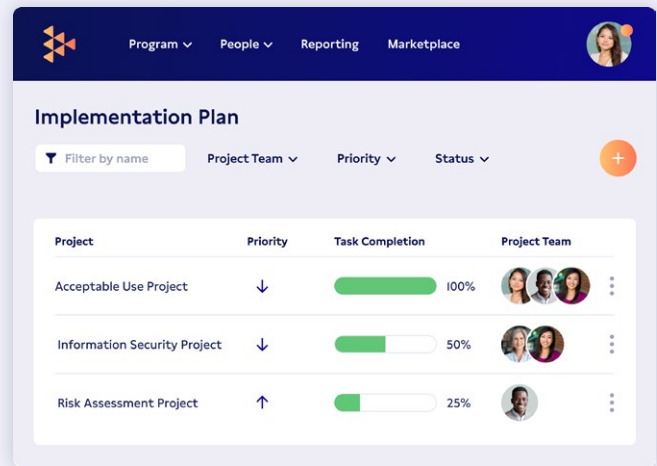 Program People Reporting Marketplace
Implementation Plan
Filter by name Project Team Priority Status
Project Priority Task Completion Project Team
Acceptable Use Project 100%
Information Security Project 50%
Risk Assessment Project 25%